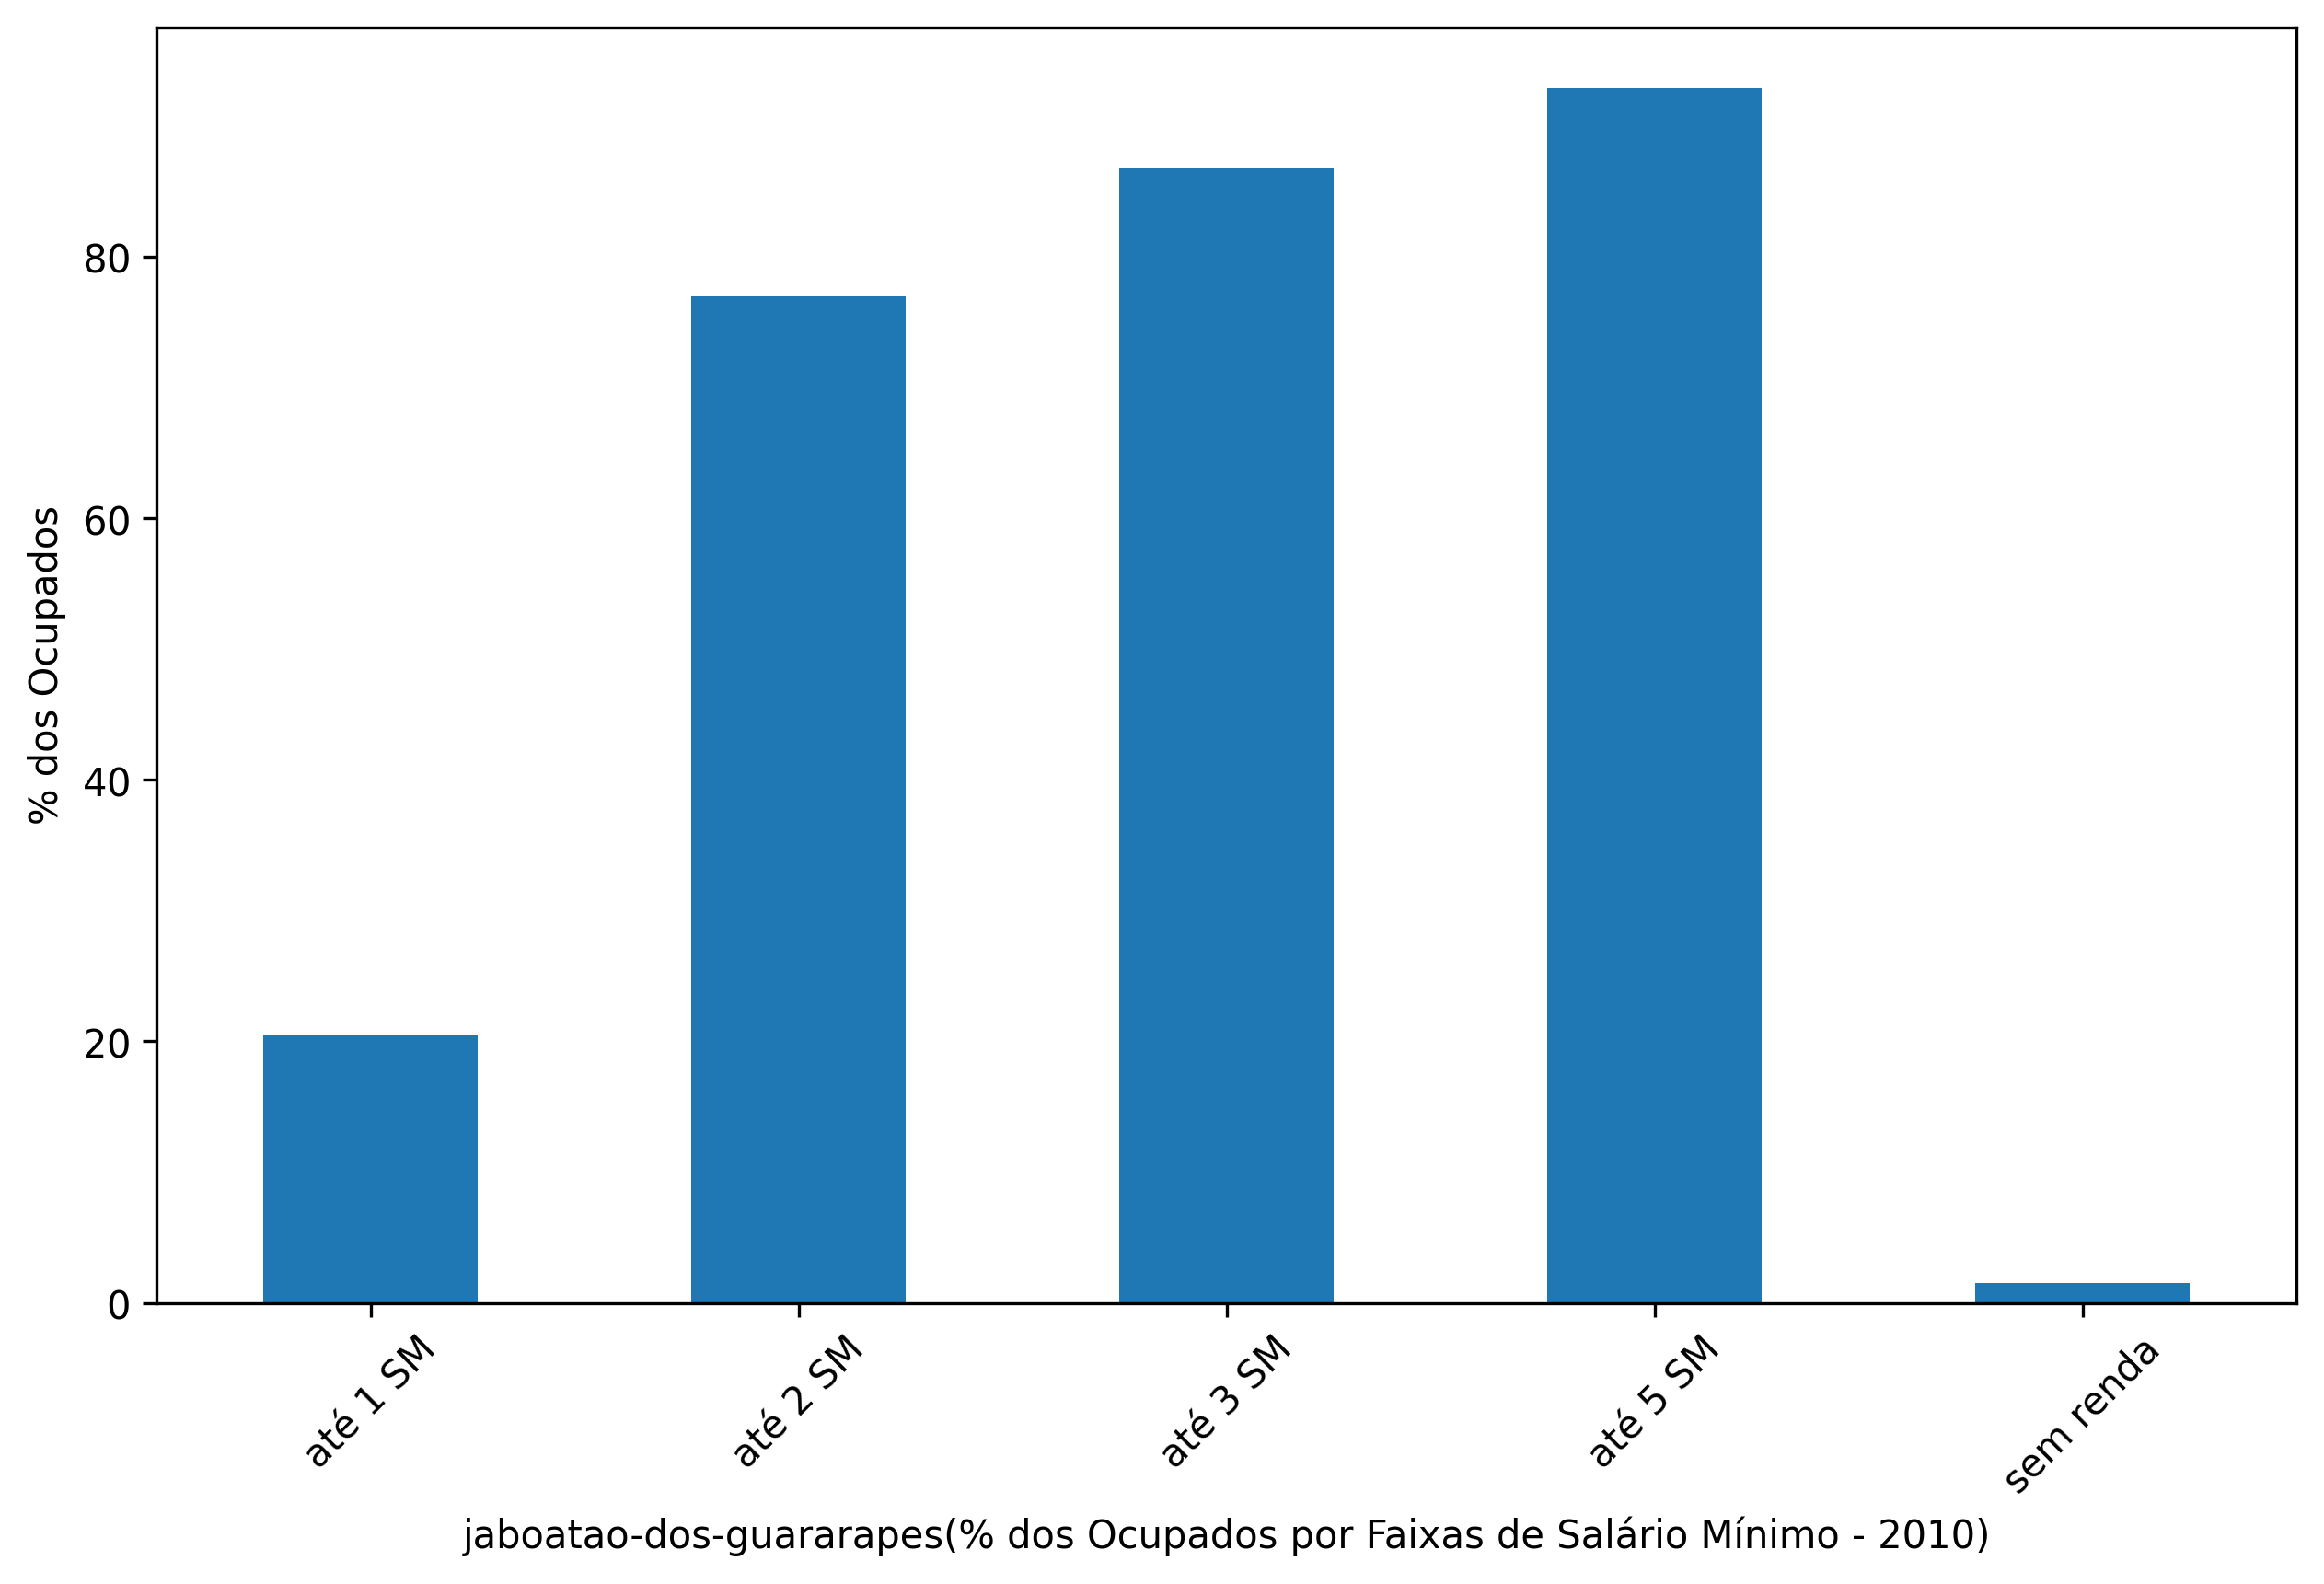 % dos Ocupados
80
60
40
20
0
até 1 SM
até 2 SM
até 3 SM
até 5 SM
sem renda
jaboatao-dos-guararapes(% dos Ocupados por Faixas de Salário Mínimo - 2010)